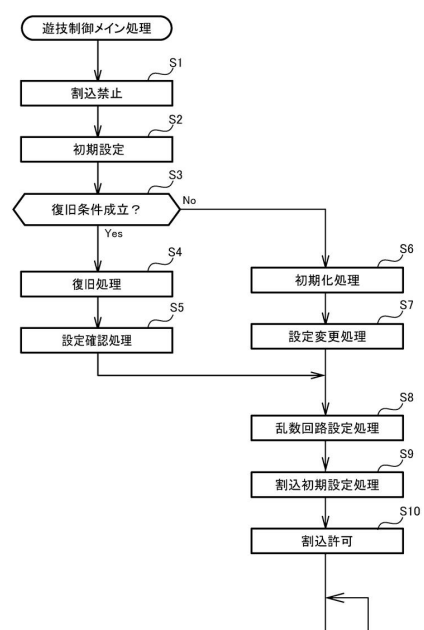 遊技制御メイン処理
S1
割込禁止
S2
初期設定
S3
復旧条件成立?
No
Yes
S4
復旧処理
S5
設定確認処理
S6
初期化処理
S7
設定変更処理
S8
乱数回路設定処理
S9
割込初期設定処理
S10
割込許可